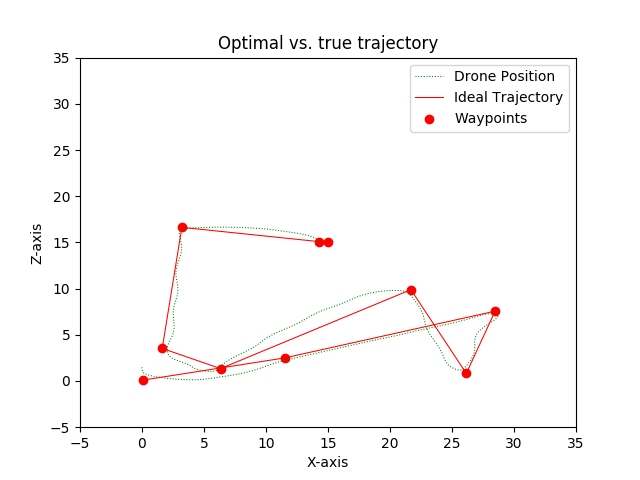 Optimal vs. true trajectory
Drone Position
Ideal Trajectory
Waypoints
35
30
25
20
15
10
5
0
−5
Z-axis
−5 0 5 10 15 20 25 30 35
X-axis